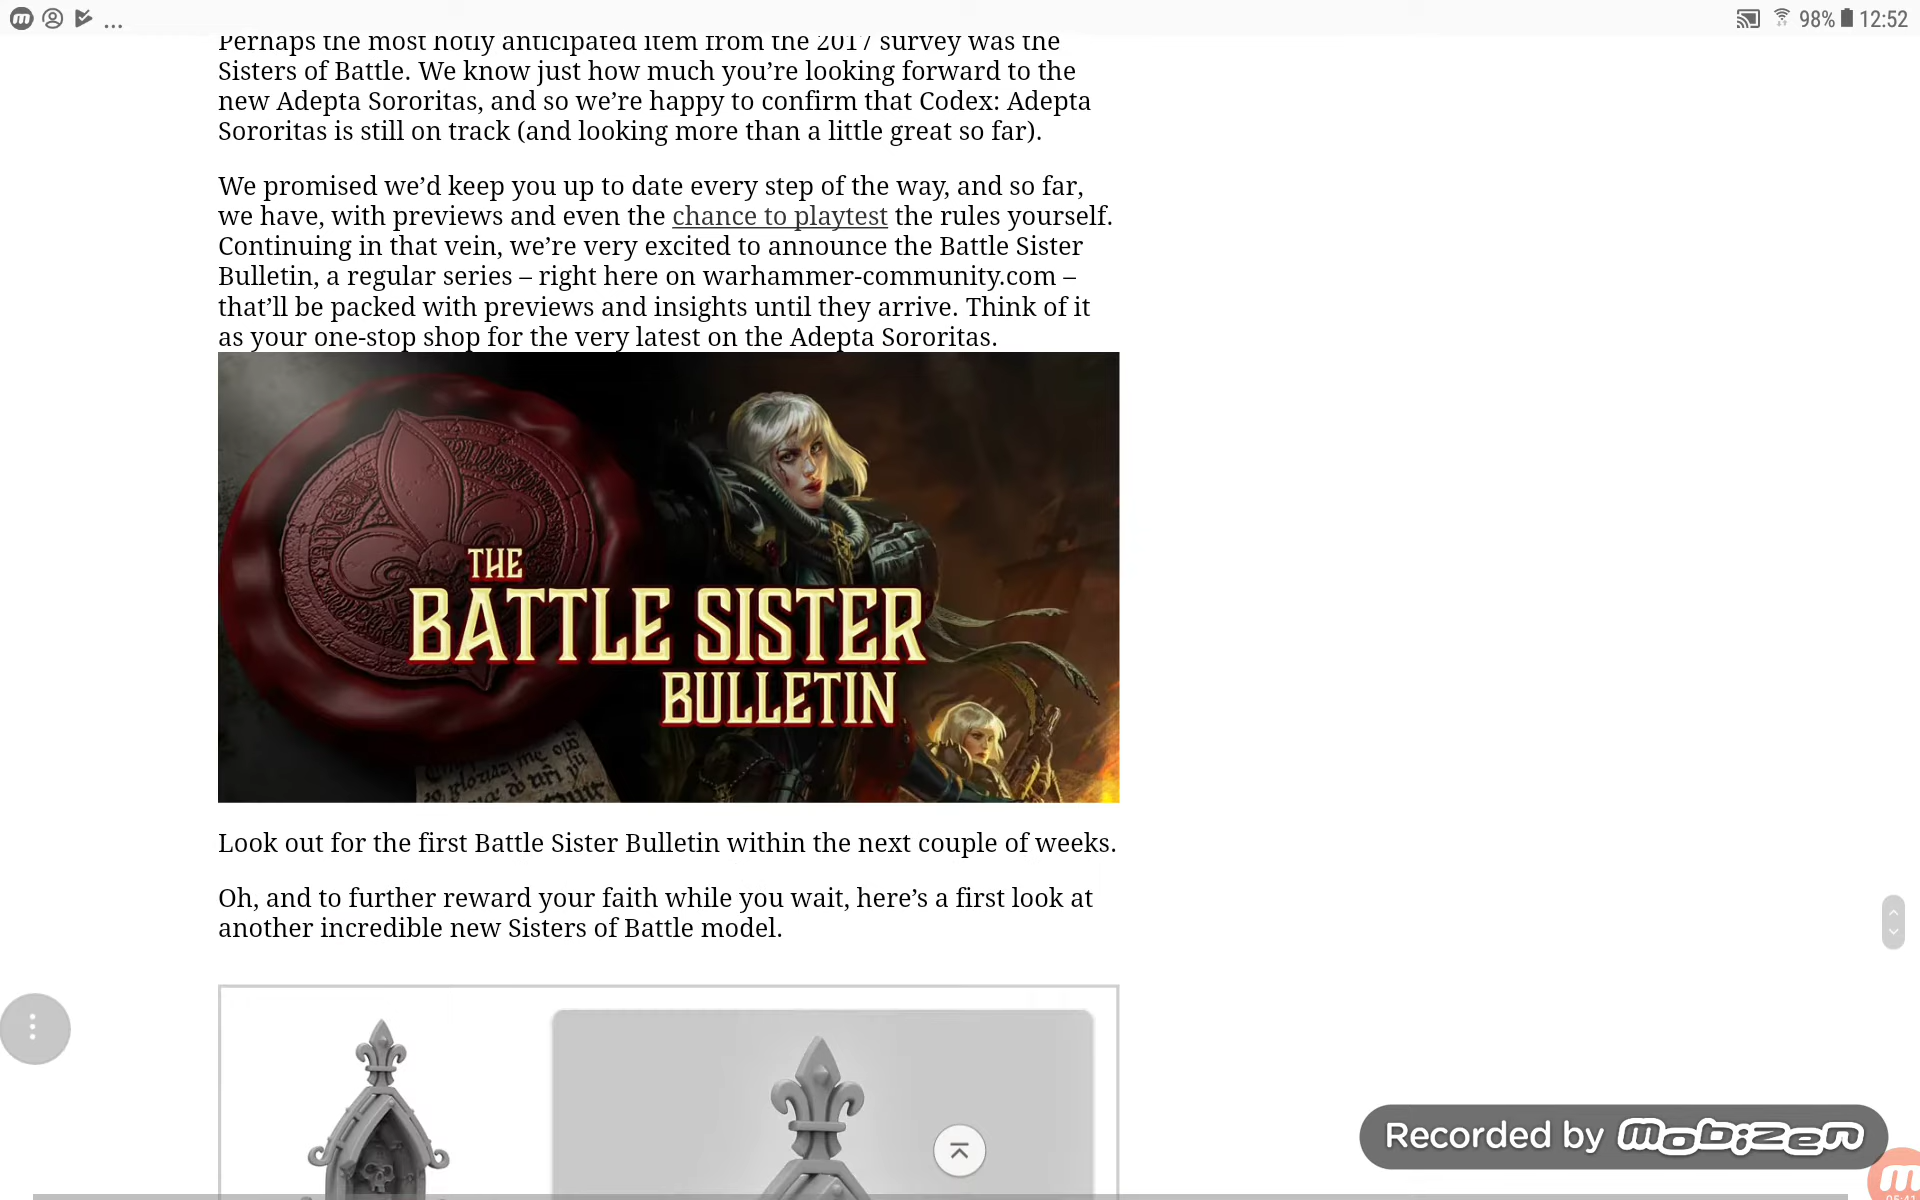 98% 12:52
Perhaps the most hotly anticipated item from the 2017 survey was the
Sisters of Battle. We know just how much you’re looking forward to the
new Adepta Sororitas, and so we’re happy to confirm that Codex: Adepta
Sororitas is still on track (and looking more than a little great so far).
We promised we’d keep you up to date every step of the way, and so far,
we have, with previews and even the chance to playtest the rules yourself.
Continuing in that vein, we’re very excited to announce the Battle Sister
Bulletin, a regular series – right here on warhammer-community.com –
that’ll be packed with previews and insights until they arrive. Think of it
as your one-stop shop for the very latest on the Adepta Sororitas.
THE
BATTLE SISTER
BULLETIN
Look out for the first Battle Sister Bulletin within the next couple of weeks.
Oh, and to further reward your faith while you wait, here’s a first look at
another incredible new Sisters of Battle model.
Recorded by mobizen